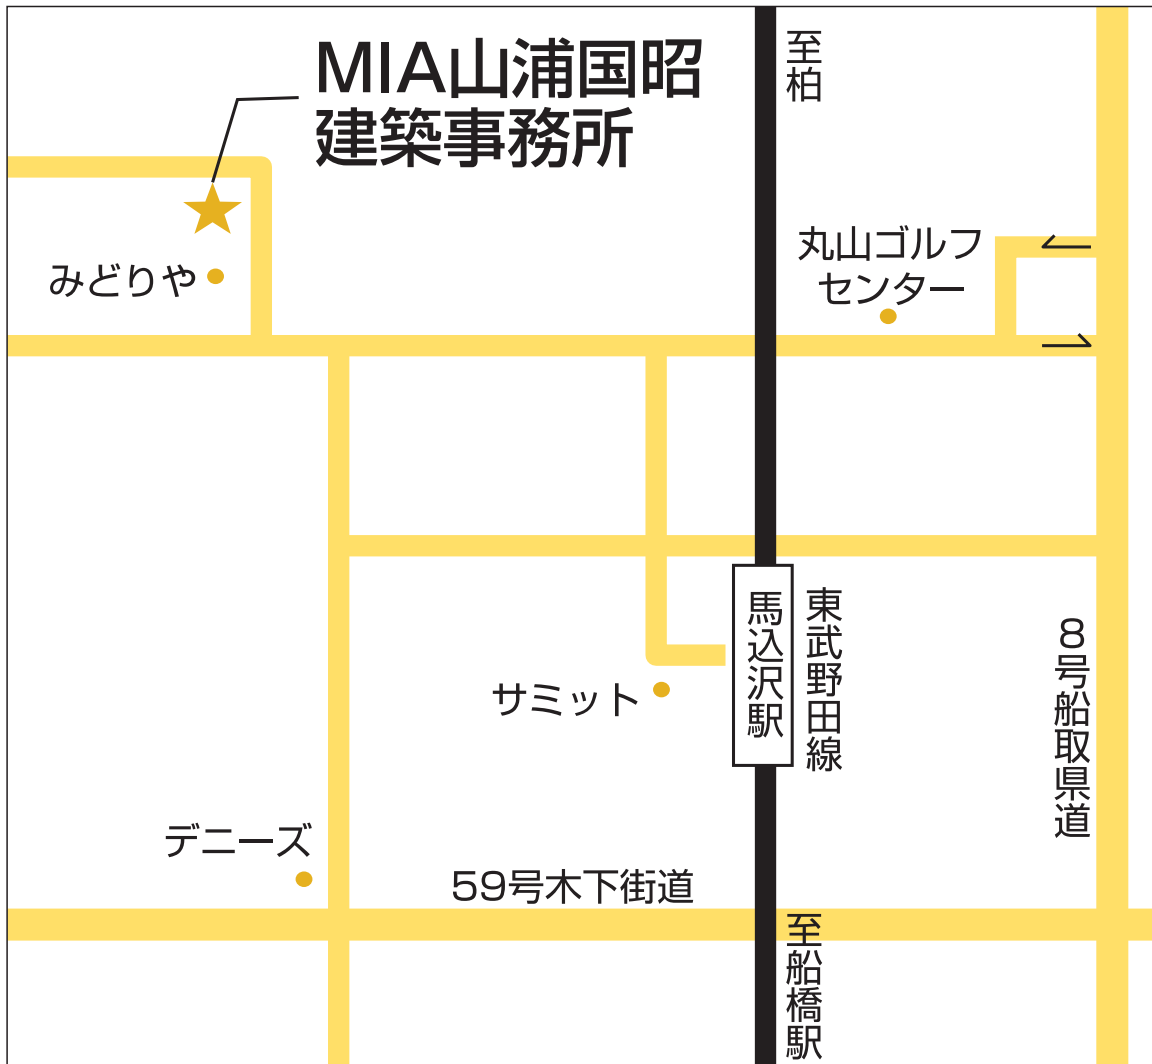 MIA山浦国昭
建築事務所
至柏
みどりや
丸山ゴルフ
センター
馬込沢駅
東武野田線
8号船取県道
サミット
デニーズ
59号木下街道
至船橋駅